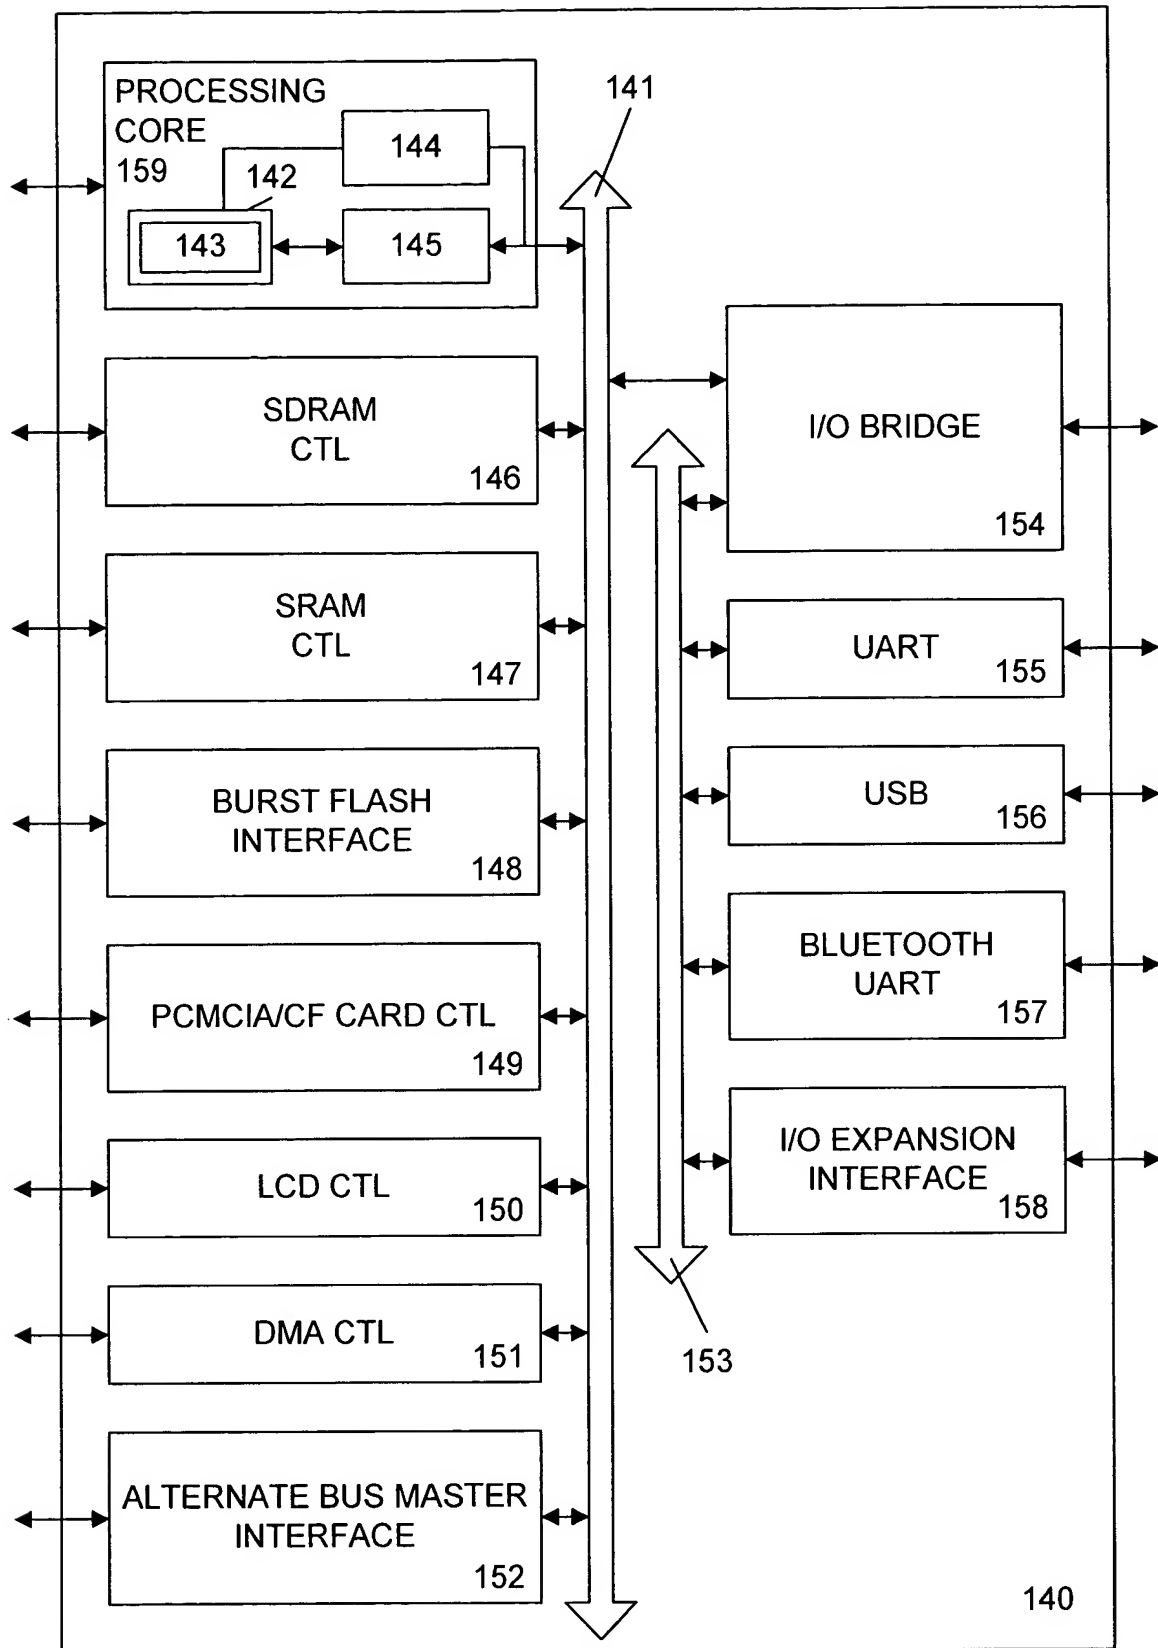 PROCESSING
CORE
159
142
143
144
145
141
SDRAM
CTL
146
SRAM
CTL
147
BURST FLASH
INTERFACE
148
PCMCIA/CF CARD CTL
149
LCD CTL
150
DMA CTL
151
ALTERNATE BUS MASTER
INTERFACE
152
I/O BRIDGE
154
UART
155
USB
156
BLUETOOTH
UART
157
I/O EXPANSION
INTERFACE
158
153
140